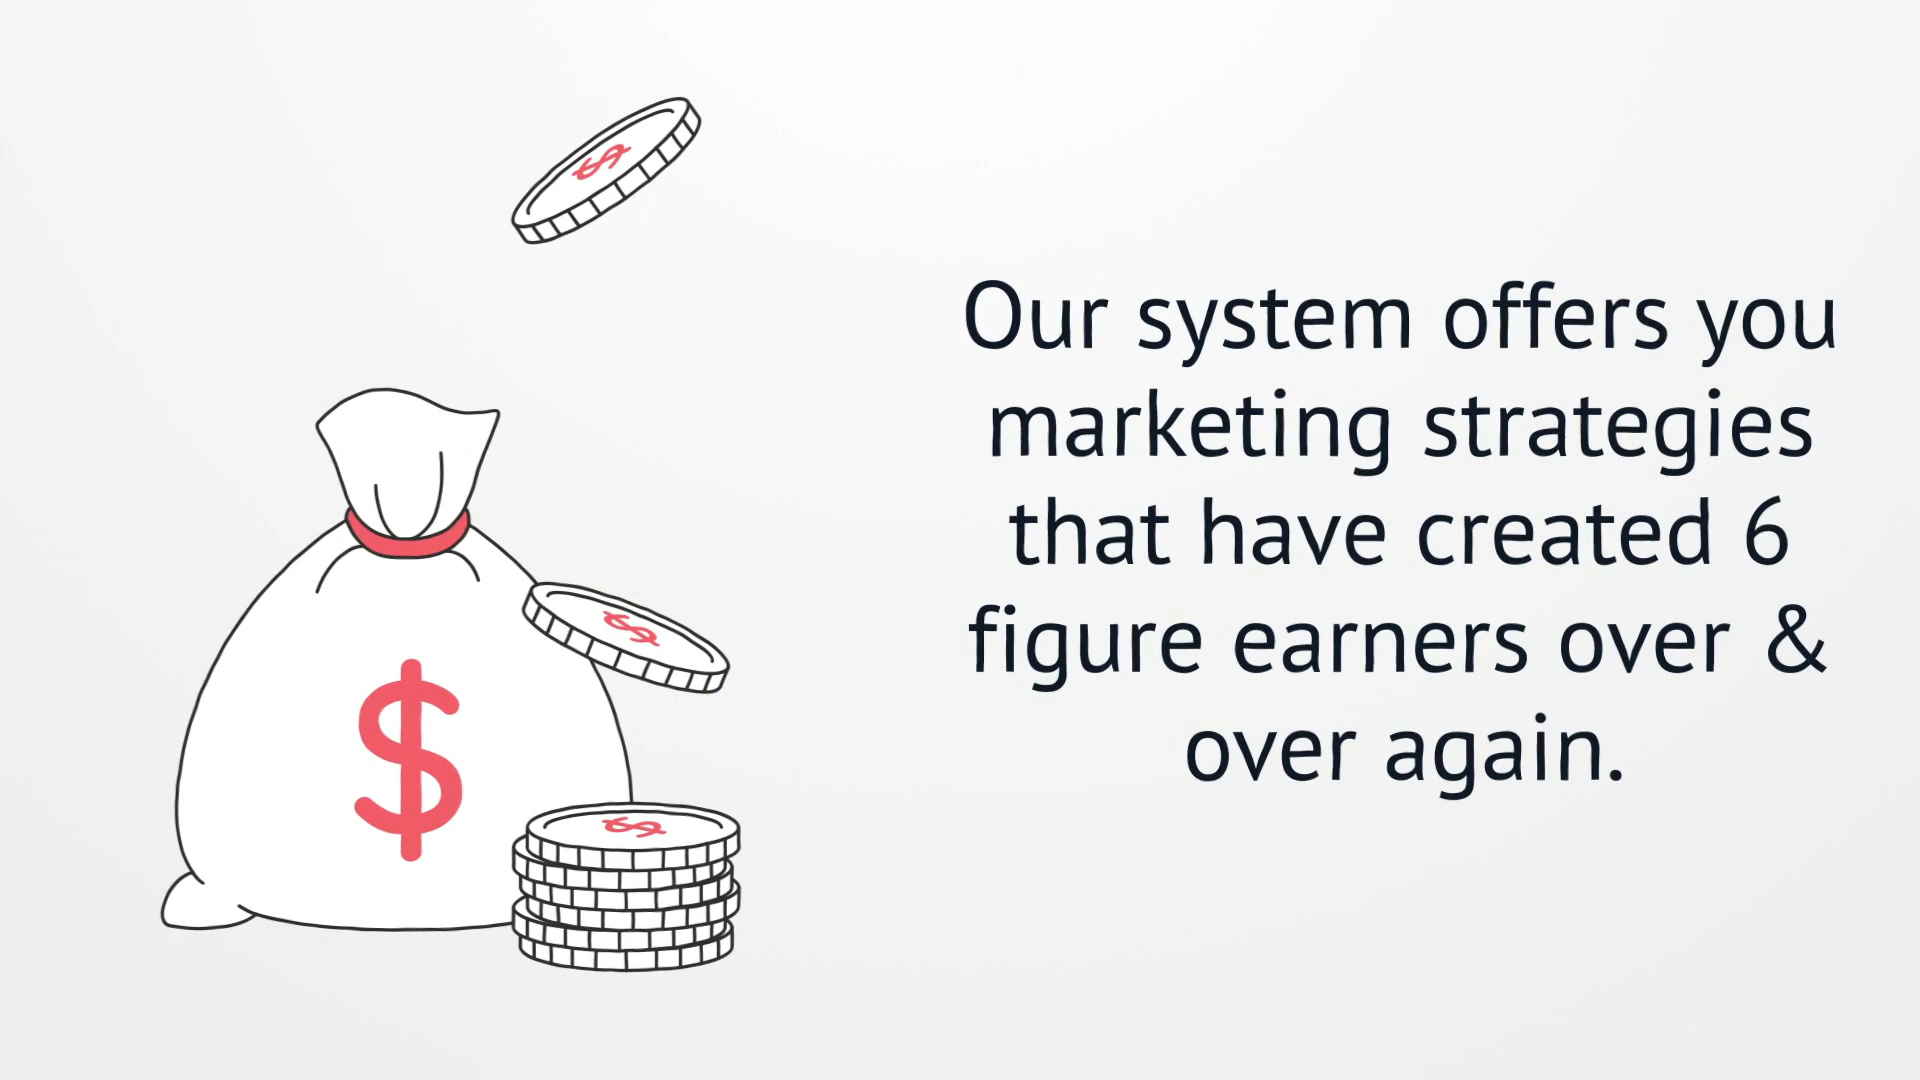 Our system offers you
marketing strategies
that have created 6
figure earners over &
over again.
$
$
$
$